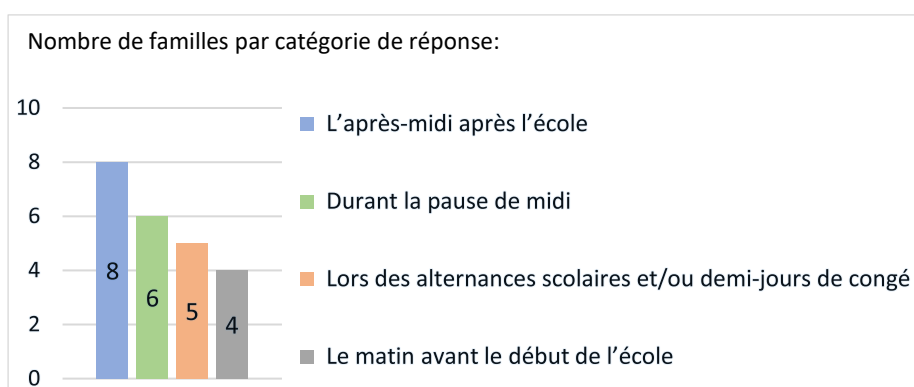 Nombre de familles par catégorie de réponse:
10
8
6
4
2
0
8
6
5
4
L'après-midi après l'école
Durant la pause de midi
Lors des alternances scolaires et/ou demi-jours de congé
Le matin avant le début de l'école